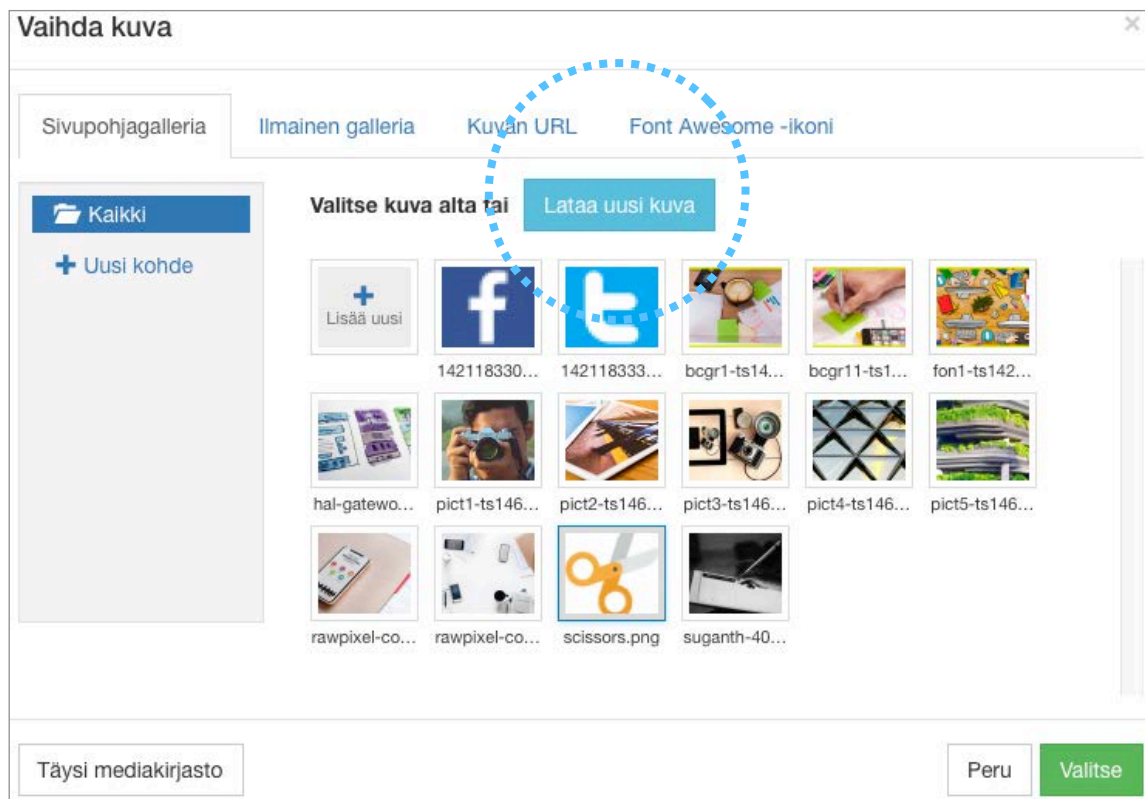 Vaihda kuva ×
Sivupohjagalleria Ilmainen galleria Kuvan URL Font Awesome -ikoni
Kaikki
Uusi kohde
Valitse kuva alta tai Lataa uusi kuva
Lisää uusi
142118330... 142118333... bcgr1-ts14... bcgr11-ts1... fon1-ts142...
hal-gatewo... pict1-ts146... pict2-ts146... pict3-ts146... pict4-ts146... pict5-ts146...
rawpixel-co... rawpixel-co... scissors.png suganth-40...
Täysi mediakirjasto Peru Valitse